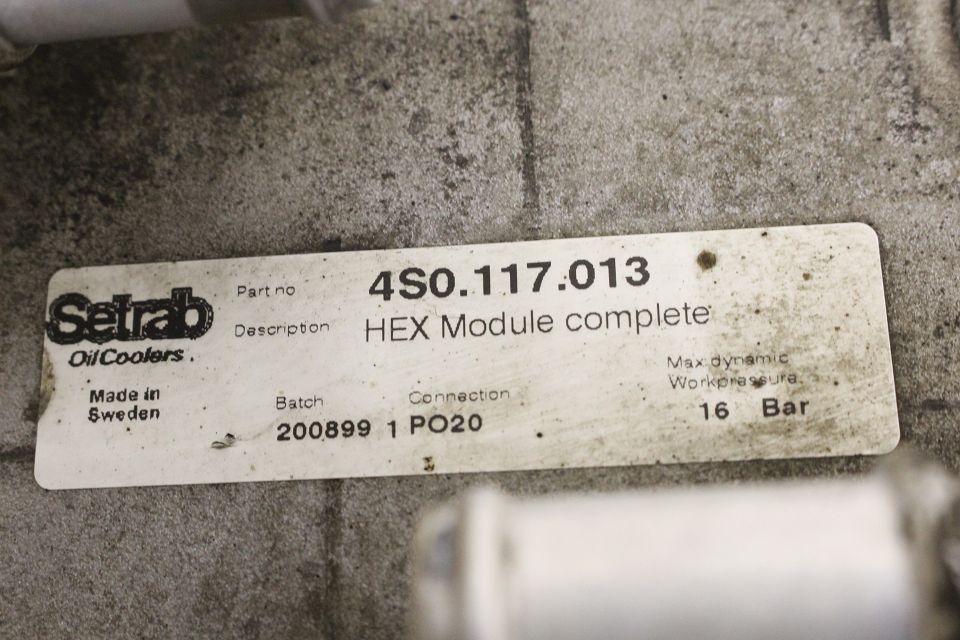 Setrab
Oil Coolers
Made in
Sweden
Part no 4S0.117.013
Description HEX Module complete
Batch
200899 1
Connection
PO20
Max dynamic
Workpressure
16 Bar